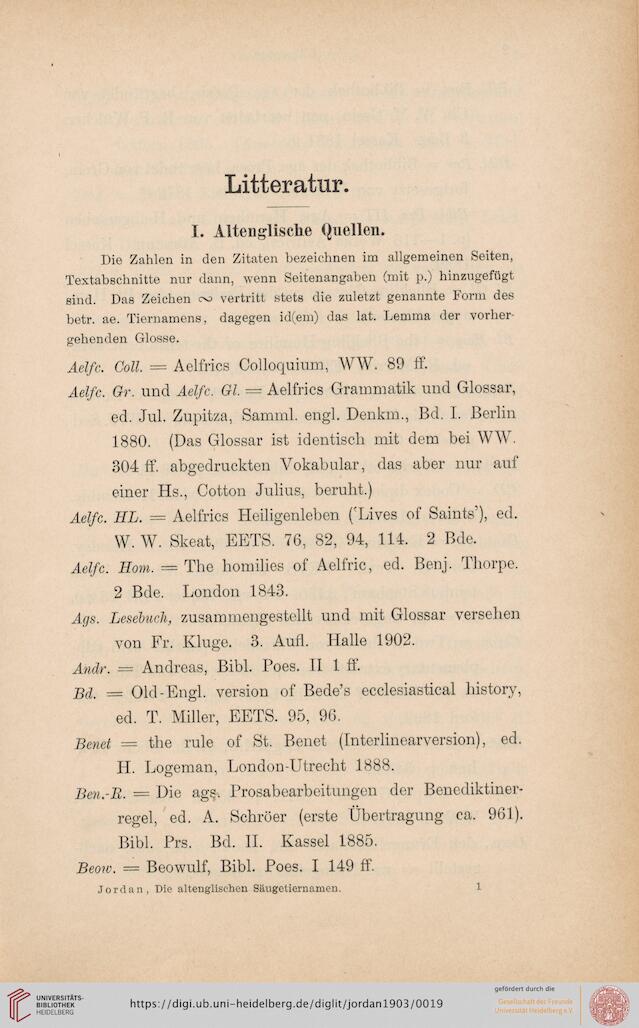 Litteratur.
I. Altenglische Quellen.
Die Zahlen in den Zitaten bezeichnen im allgemeinen Seiten,
Textabschnitte nur dann, wenn Seitenangaben (mit p.) hinzugefügt
sind. Das Zeichen ∾ vertritt stets die zuletzt genannte Form des
betr. ae. Tiernamens, dagegen id(em) das lat. Lemma der vorher-
gehenden Glosse.
Aelfc. Coll. = Aelfrics Colloquium, WW. 89 ff.
Aelfc. Gr. und Aelfc. Gl. = Aelfrics Grammatik und Glossar,
ed. Jul. Zupitza, Samml. engl. Denkm., Bd. I. Berlin
1880. (Das Glossar ist identisch mit dem bei WW.
304 ff. abgedruckten Vokabular, das aber nur auf
einer Hs., Cotton Julius, beruht.)
Aelfc. HL. = Aelfrics Heiligenleben ('Lives of Saints'), ed.
W. W. Skeat, EETS. 76, 82, 94, 114. 2 Bde.
Aelfc. Hom. = The homilies of Aelfric, ed. Benj. Thorpe.
2 Bde. London 1843.
Ags. Lesebuch, zusammengestellt und mit Glossar versehen
von Fr. Kluge. 3. Aufl. Halle 1902.
Andr. = Andreas, Bibl. Poes. II 1 ff.
Bd. = Old-Engl. version of Bede's ecclesiastical history,
ed. T. Miller, EETS. 95, 96.
Benet = the rule of St. Benet (Interlinearversion), ed.
H. Logeman, London-Utrecht 1888.
Ben.-R. = Die ags. Prosabearbeitungen der Benediktiner-
regel, ed. A. Schröer (erste Übertragung ca. 961).
Bibl. Prs. Bd. II. Kassel 1885.
Beow. = Beowulf, Bibl. Poes. I 149 ff.
Jordan, Die altenglischen Säugetiernamen. 1
UNIVERSITÄTS-
BIBLIOTHEK
HEIDELBERG
https://digi.ub.uni-heidelberg.de/diglit/jordan1903/0019
gefördert durch die
Gesellschaft der Freunde
Universität Heidelberg e.V.